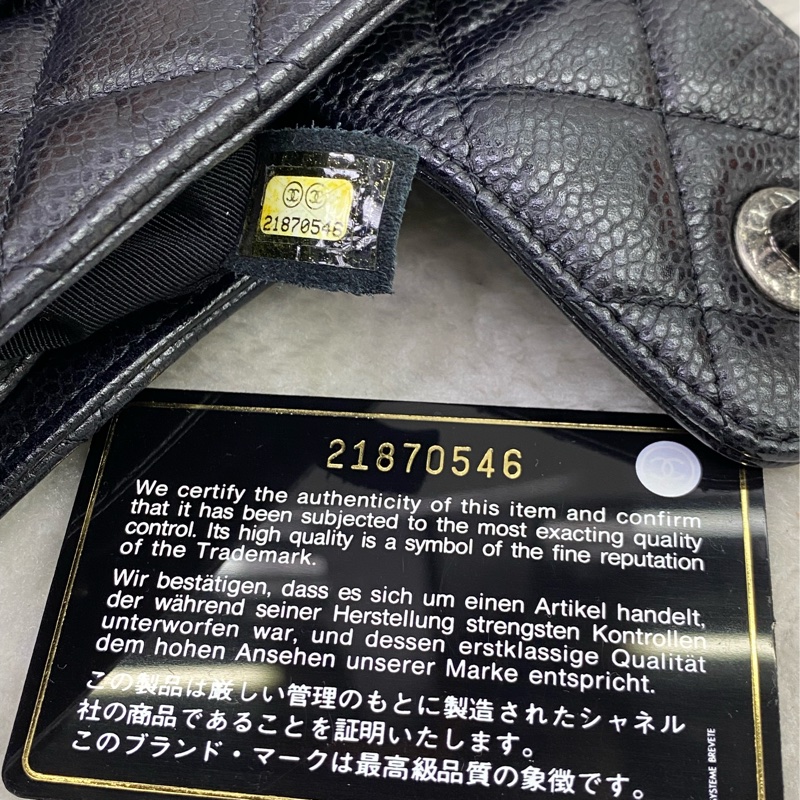 21870546
21870546
We certify the authenticity of this item and confirm
that it has been subjected to the most exacting quality
control. Its high quality is a symbol of the fine reputation
of the Trademark.
Wir bestätigen, dass es sich um einen Artikel handelt,
der während seiner Herstellung strengsten Kontrollen
unterworfen war, und dessen erstklassige Qualität
dem hohen Ansehen unserer Marke entspricht.
この製品は厳しい管理のもとに製造されたシャネル
社の商品であることを証明いたします。
このブランド・マークは最高級品質の象徴です。
SYSTEME BREVETE